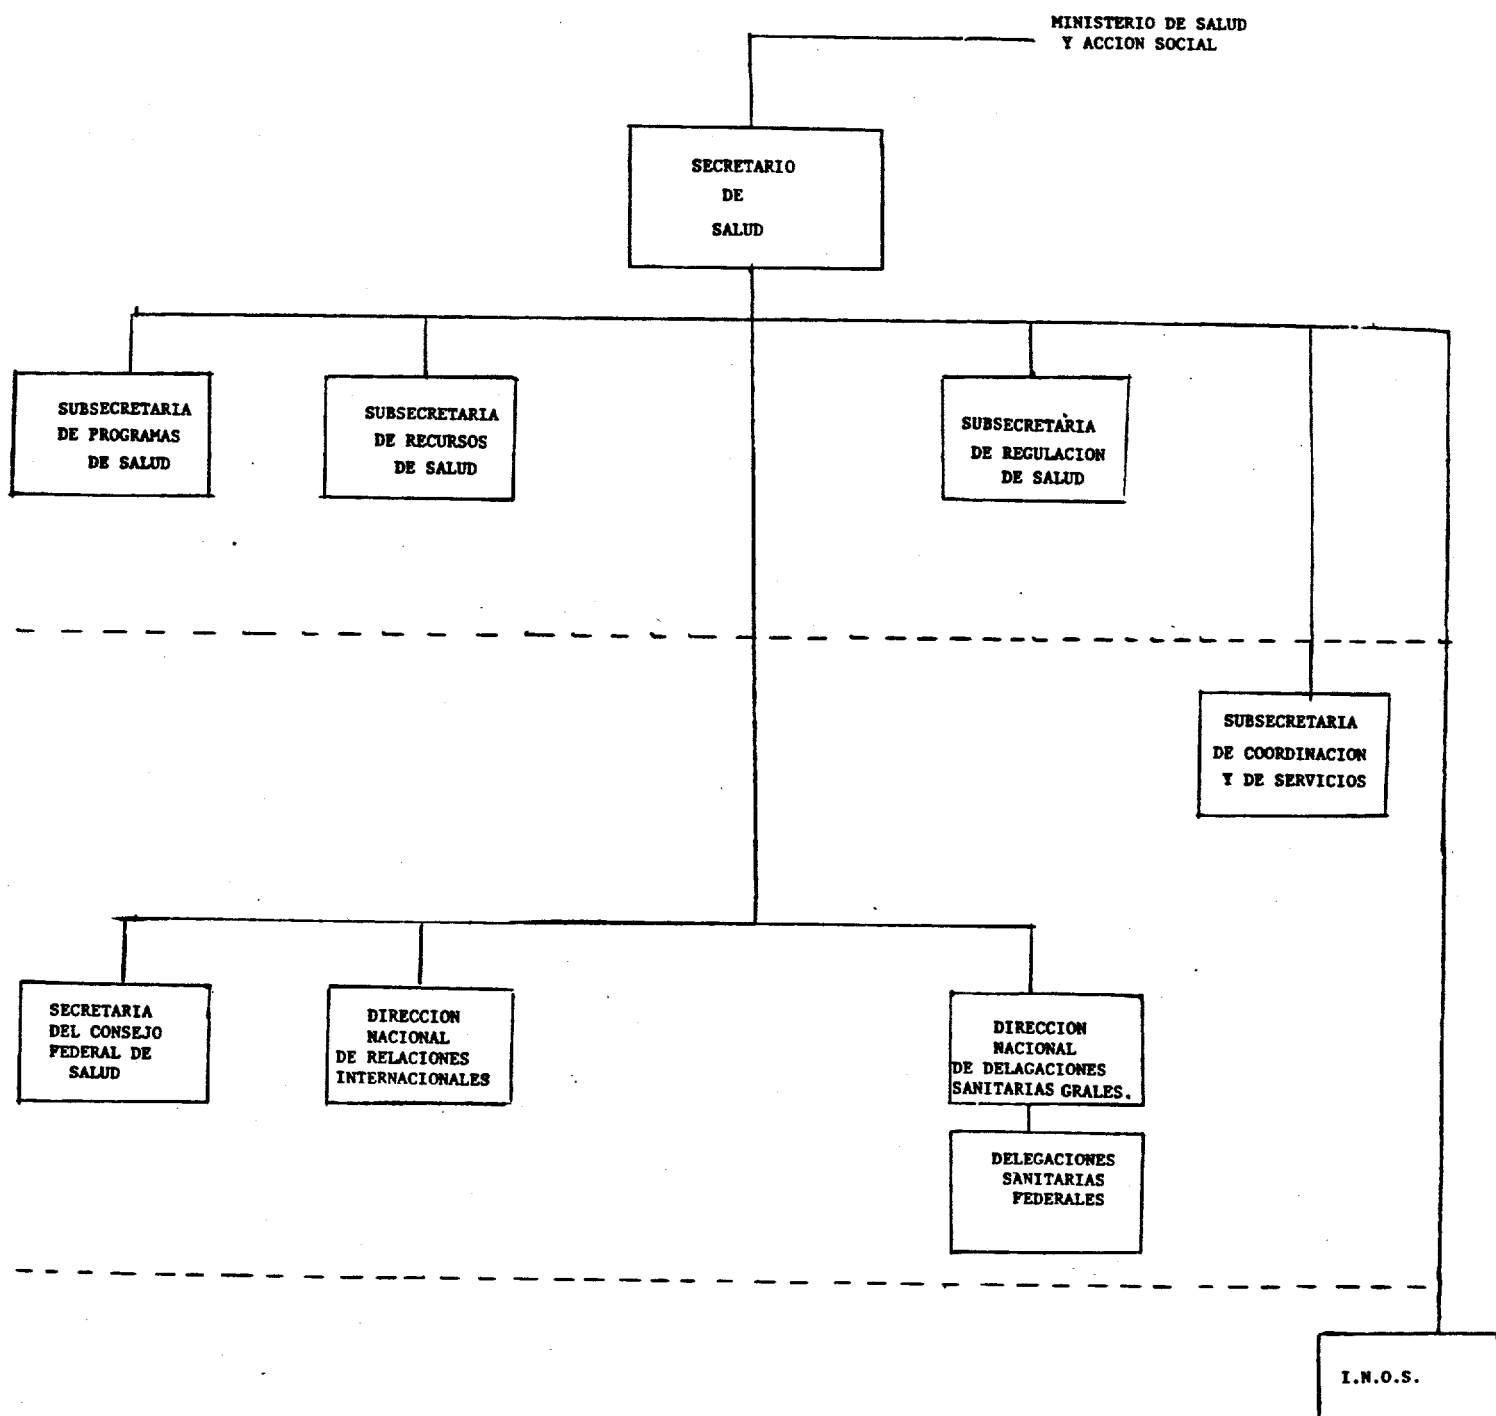 MINISTERIO DE SALUD
Y ACCION SOCIAL
SECRETARIO
DE
SALUD
SUBSECRETARIA
DE PROGRAMAS
DE SALUD
SUBSECRETARIA
DE RECURSOS
DE SALUD
SUBSECRETARIA
DE REGULACION
DE SALUD
SUBSECRETARIA
DE COORDINACION
Y DE SERVICIOS
SECRETARIA
DEL CONSEJO
FEDERAL DE
SALUD
DIRECCION
NACIONAL
DE RELACIONES
INTERNACIONALES
DIRECCION
NACIONAL
DE DELAGACIONES
SANITARIAS GRALES.
DELEGACIONES
SANITARIAS
FEDERALES
I.N.O.S.